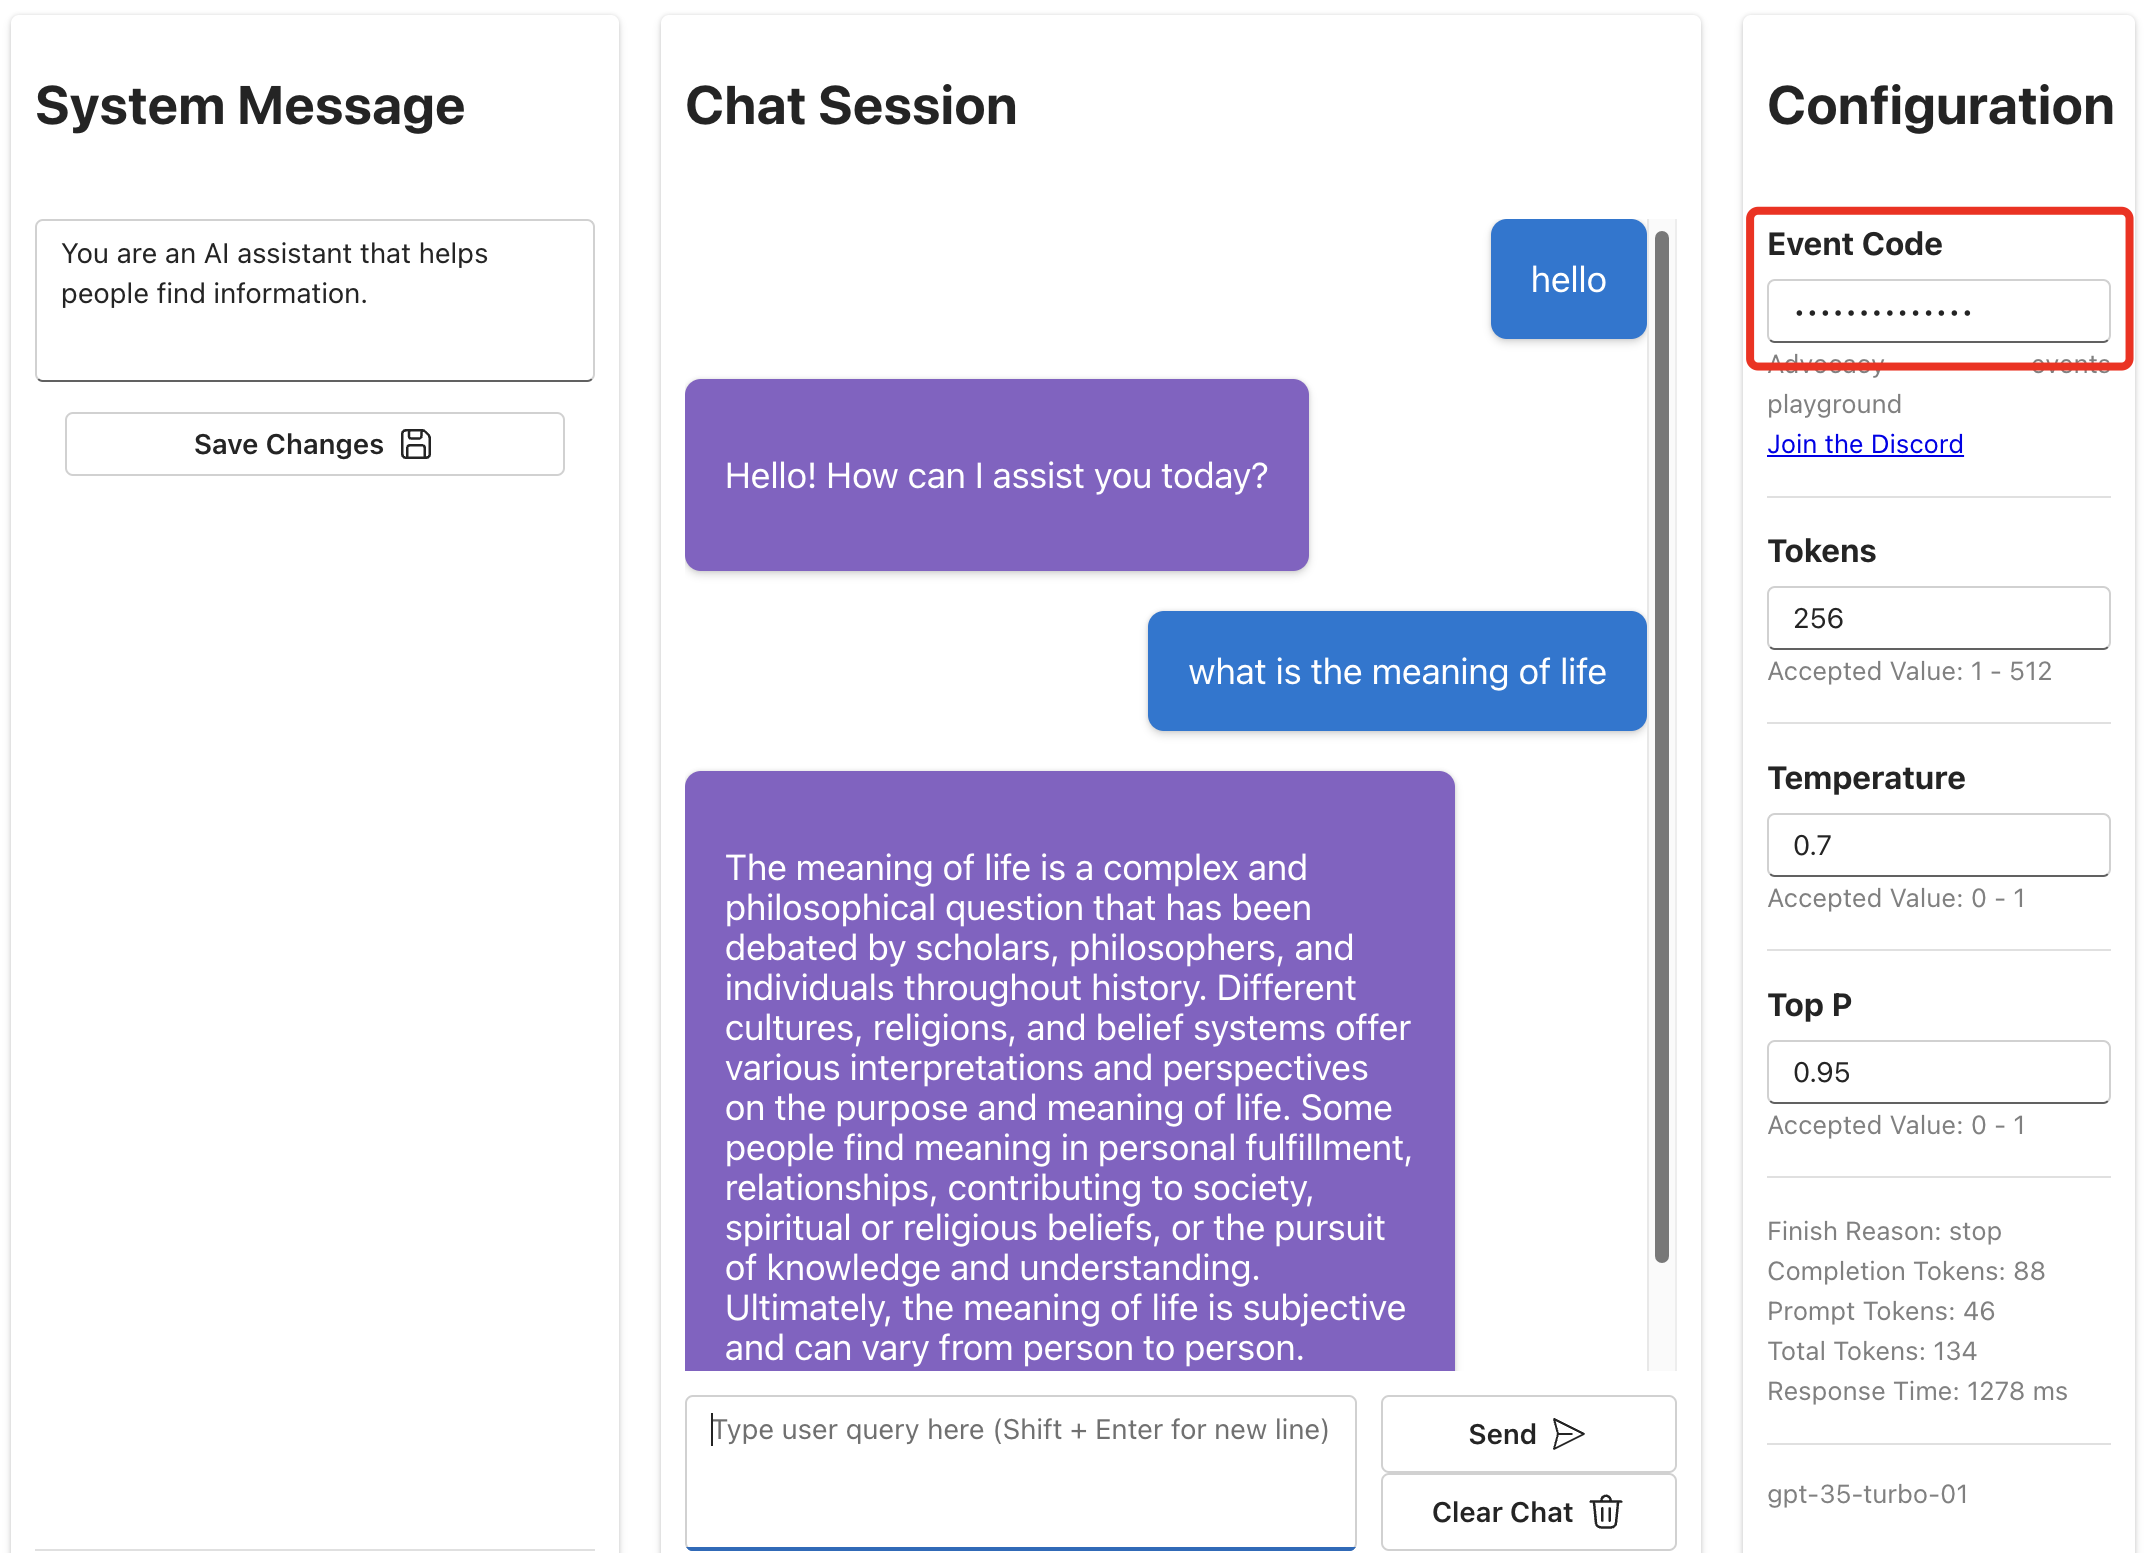 System Message
You are an AI assistant that helps
people find information.
Save Changes
Chat Session
hello
Hello! How can I assist you today?
what is the meaning of life
The meaning of life is a complex and
philosophical question that has been
debated by scholars, philosophers, and
individuals throughout history. Different
cultures, religions, and belief systems offer
various interpretations and perspectives
on the purpose and meaning of life. Some
people find meaning in personal fulfillment,
relationships, contributing to society,
spiritual or religious beliefs, or the pursuit
of knowledge and understanding.
Ultimately, the meaning of life is subjective
and can vary from person to person.
Type user query here (Shift + Enter for new line)
Send
Clear Chat
Configuration
Event Code
••••••••••••••
Advocacy events
playground
Join the Discord
Tokens
256
Accepted Value: 1 - 512
Temperature
0.7
Accepted Value: 0 - 1
Top P
0.95
Accepted Value: 0 - 1
Finish Reason: stop
Completion Tokens: 88
Prompt Tokens: 46
Total Tokens: 134
Response Time: 1278 ms
gpt-35-turbo-01